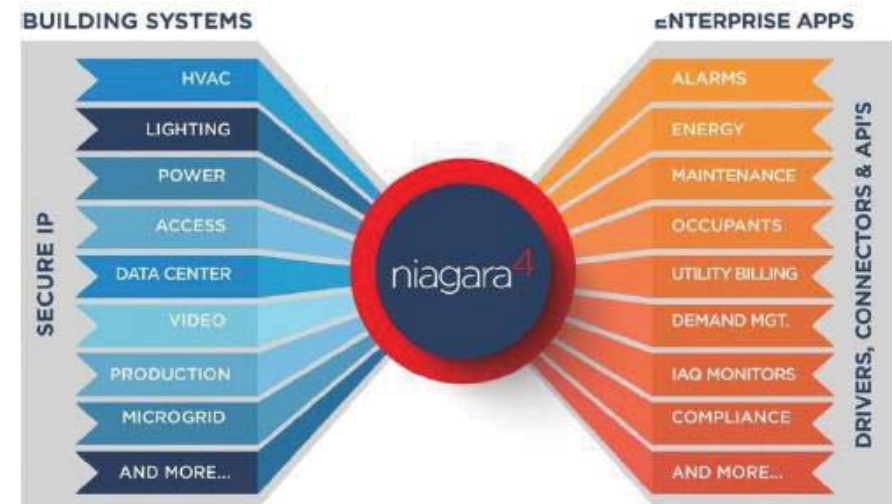 BUILDING SYSTEMS
ENTERPRISE APPS
SECURE IP
HVAC
LIGHTING
POWER
ACCESS
DATA CENTER
VIDEO
PRODUCTION
MICROGRID
AND MORE...
niagara4
ALARMS
ENERGY
MAINTENANCE
OCCUPANTS
UTILITY BILLING
DEMAND MGT.
IAQ MONITORS
COMPLIANCE
AND MORE...
DRIVERS, CONNECTORS & API'S